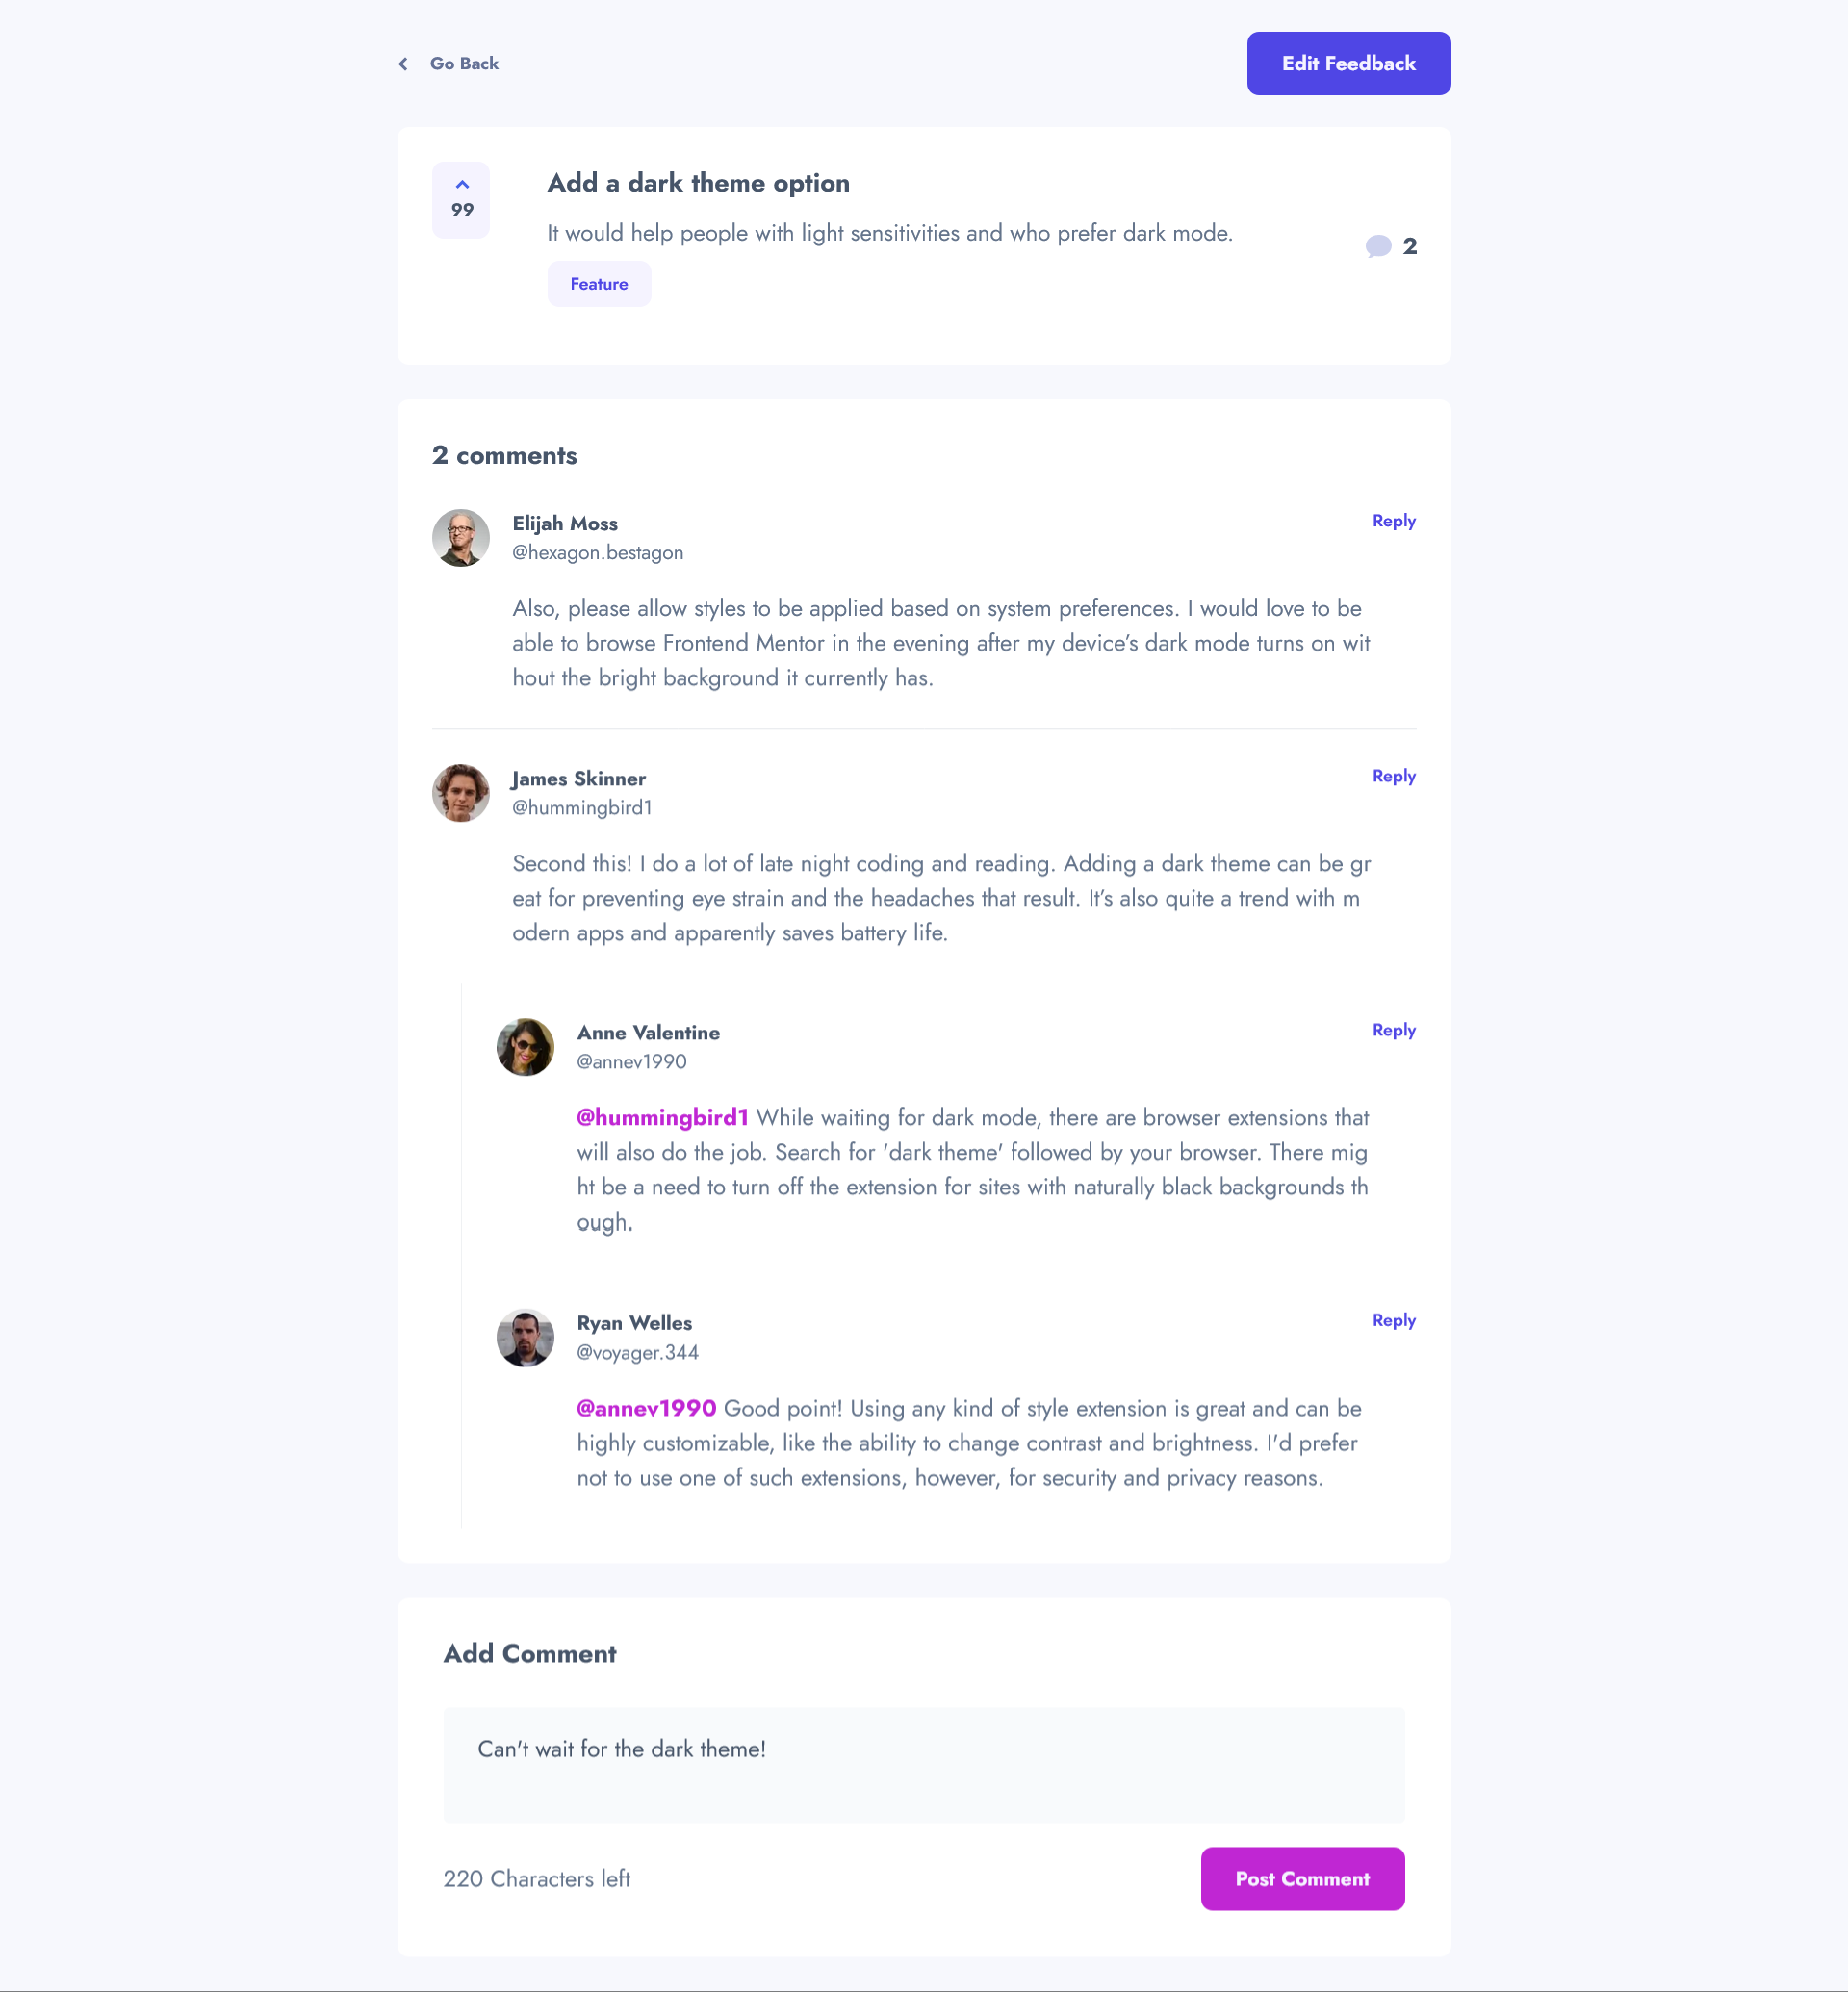 Go Back
Edit Feedback
99
Add a dark theme option
It would help people with light sensitivities and who prefer dark mode.
2
Feature
2 comments
Elijah Moss
Reply
@hexagon.bestagon
Also, please allow styles to be applied based on system preferences. I would love to be
able to browse Frontend Mentor in the evening after my device’s dark mode turns on wit
hout the bright background it currently has.
James Skinner
Reply
@hummingbird1
Second this! I do a lot of late night coding and reading. Adding a dark theme can be gr
eat for preventing eye strain and the headaches that result. It’s also quite a trend with m
odern apps and apparently saves battery life.
Anne Valentine
Reply
@annev1990
@hummingbird1 While waiting for dark mode, there are browser extensions that
will also do the job. Search for 'dark theme' followed by your browser. There mig
ht be a need to turn off the extension for sites with naturally black backgrounds th
ough.
Ryan Welles
Reply
@voyager.344
@annev1990 Good point! Using any kind of style extension is great and can be
highly customizable, like the ability to change contrast and brightness. I'd prefer
not to use one of such extensions, however, for security and privacy reasons.
Add Comment
Can't wait for the dark theme!
220 Characters left
Post Comment